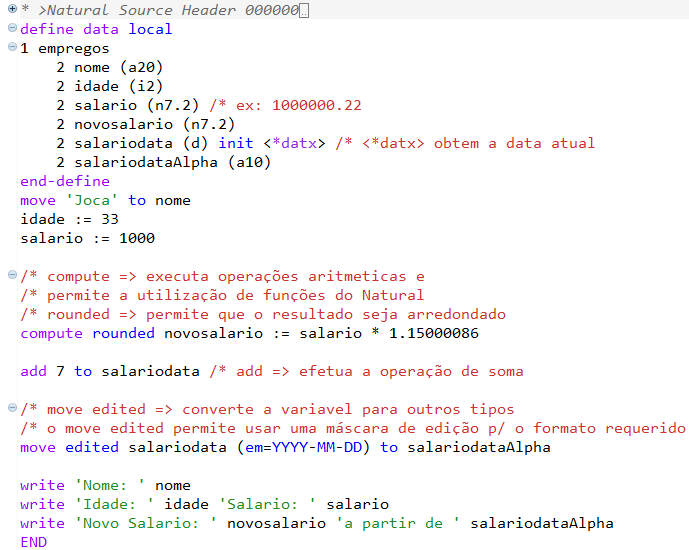 * >Natural Source Header 000000
define data local
1 empregos
    2 nome (a20)
    2 idade (i2)
    2 salario (n7.2) /* ex: 1000000.22
    2 novosalario (n7.2)
    2 salariodata (d) init <*datx> /* <*datx> obtem a data atual
    2 salariodataAlpha (a10)
end-define
move 'Joca' to nome
idade := 33
salario := 1000

/* compute => executa operações aritmeticas e
/* permite a utilização de funções do Natural
/* rounded => permite que o resultado seja arredondado
compute rounded novosalario := salario * 1.15000086

add 7 to salariodata /* add => efetua a operação de soma

/* move edited => converte a variavel para outros tipos
/* o move edited permite usar uma máscara de edição p/ o formato requerido
move edited salariodata (em=YYYY-MM-DD) to salariodataAlpha

write 'Nome: ' nome
write 'Idade: ' idade 'Salario: ' salario
write 'Novo Salario: ' novosalario 'a partir de ' salariodataAlpha
END